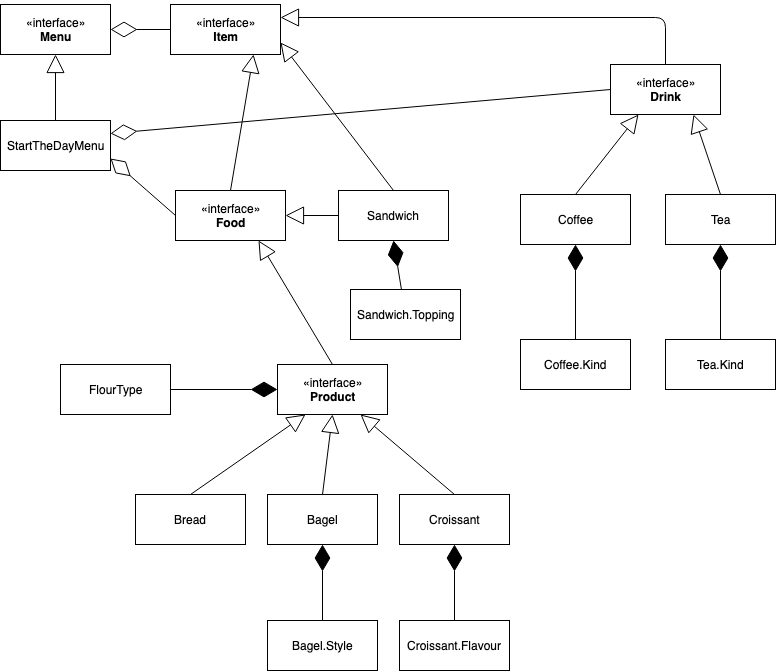 «interface»
Menu
«interface»
Item
«interface»
Drink
StartTheDayMenu
«interface»
Food
Sandwich
Coffee
Tea
Sandwich.Topping
Coffee.Kind
Tea.Kind
FlourType
«interface»
Product
Bread
Bagel
Croissant
Bagel.Style
Croissant.Flavour